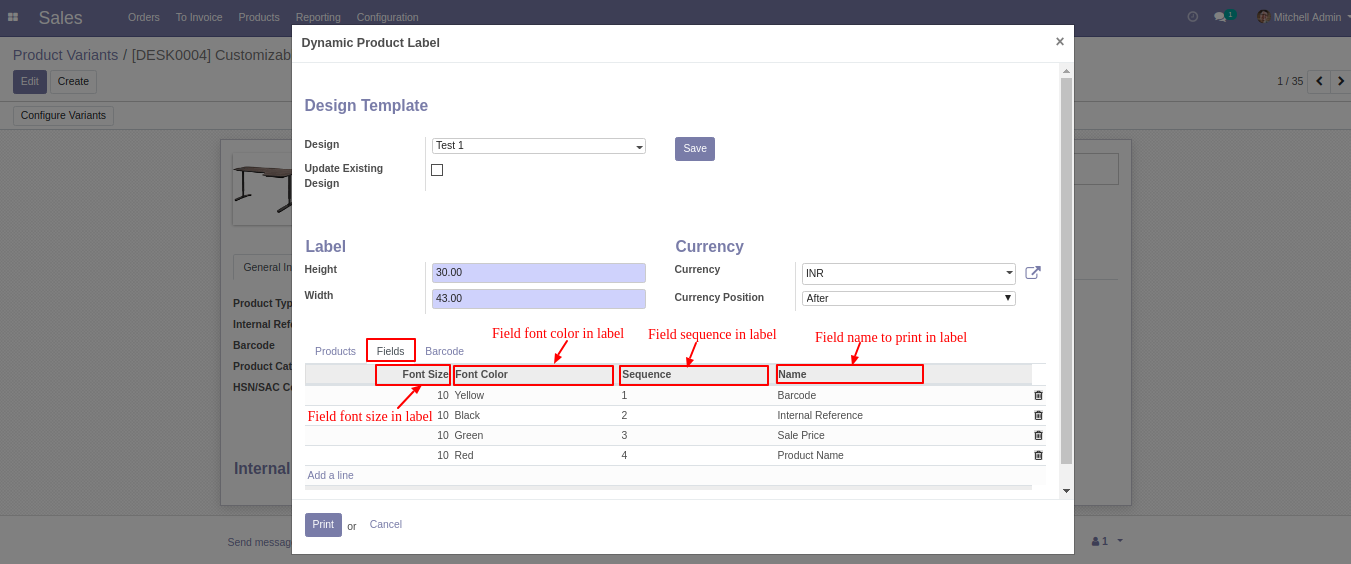 Sales Orders To Invoice Products Reporting Configuration 1 Mitchell Admin
Product Variants / [DESK0004] Customizab
Edit Create
1 / 35
Configure Variants
General In
Product Typ
Internal Refe
Barcode
Product Cat
HSN/SAC C
Internal
Send messag
1
Dynamic Product Label ×
Design Template
Design Test 1 Save
Update Existing
Design
Label Currency
Height 30.00 Currency INR
Width 43.00 Currency Position After
Field font color in label Field sequence in label Field name to print in label
Products Fields Barcode
Font Size Font Color Sequence Name
10 Yellow 1 Barcode
Field font size in label
10 Black 2 Internal Reference
10 Green 3 Sale Price
10 Red 4 Product Name
Add a line
Print or Cancel